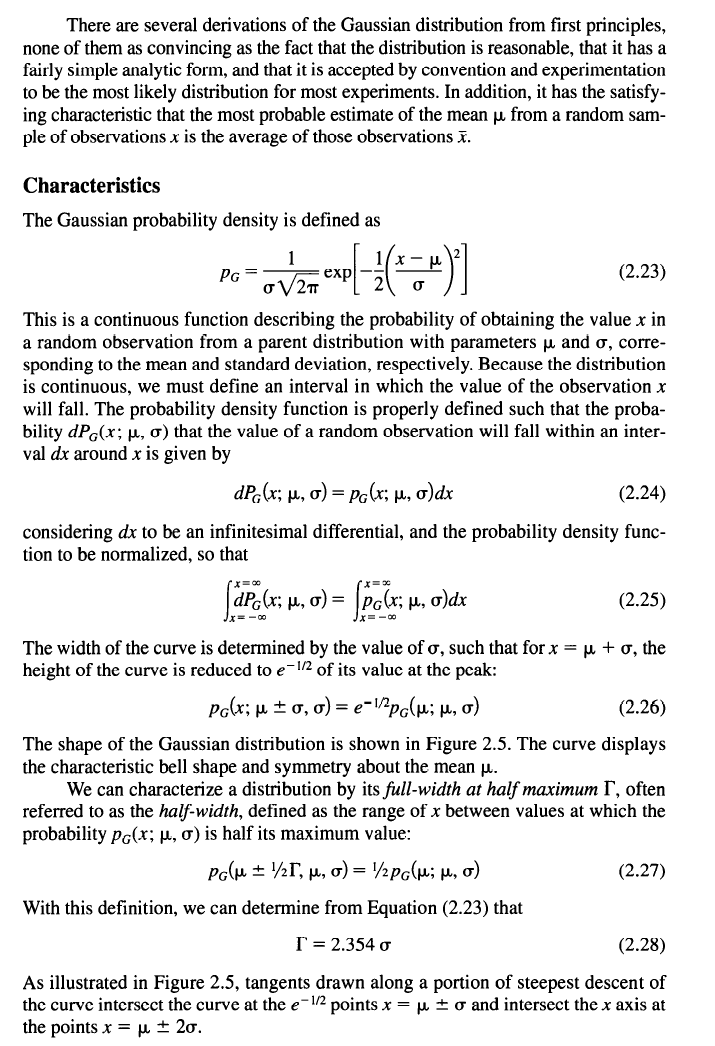 There are several derivations of the Gaussian distribution from first principles,
none of them as convincing as the fact that the distribution is reasonable, that it has a
fairly simple analytic form, and that it is accepted by convention and experimentation
to be the most likely distribution for most experiments. In addition, it has the satisfy-
ing characteristic that the most probable estimate of the mean μ from a random sam-
ple of observations x is the average of those observations x̄.
Characteristics
The Gaussian probability density is defined as
p_G = 1/(σ√2π) exp[−1/2((x − μ)/σ)²] (2.23)
This is a continuous function describing the probability of obtaining the value x in
a random observation from a parent distribution with parameters μ and σ, corre-
sponding to the mean and standard deviation, respectively. Because the distribution
is continuous, we must define an interval in which the value of the observation x
will fall. The probability density function is properly defined such that the proba-
bility dP_G(x; μ, σ) that the value of a random observation will fall within an inter-
val dx around x is given by
dP_G(x; μ, σ) = p_G(x; μ, σ)dx (2.24)
considering dx to be an infinitesimal differential, and the probability density func-
tion to be normalized, so that
∫_{x=−∞}^{x=∞} dP_G(x; μ, σ) = ∫_{x=−∞}^{x=∞} p_G(x; μ, σ)dx (2.25)
The width of the curve is determined by the value of σ, such that for x = μ + σ, the
height of the curve is reduced to e^{−1/2} of its value at the peak:
p_G(x; μ ± σ, σ) = e^{−1/2}p_G(μ; μ, σ) (2.26)
The shape of the Gaussian distribution is shown in Figure 2.5. The curve displays
the characteristic bell shape and symmetry about the mean μ.
We can characterize a distribution by its full-width at half maximum Γ, often
referred to as the half-width, defined as the range of x between values at which the
probability p_G(x; μ, σ) is half its maximum value:
p_G(μ ± ½Γ, μ, σ) = ½p_G(μ; μ, σ) (2.27)
With this definition, we can determine from Equation (2.23) that
Γ = 2.354 σ (2.28)
As illustrated in Figure 2.5, tangents drawn along a portion of steepest descent of
the curve intersect the curve at the e^{−1/2} points x = μ ± σ and intersect the x axis at
the points x = μ ± 2σ.